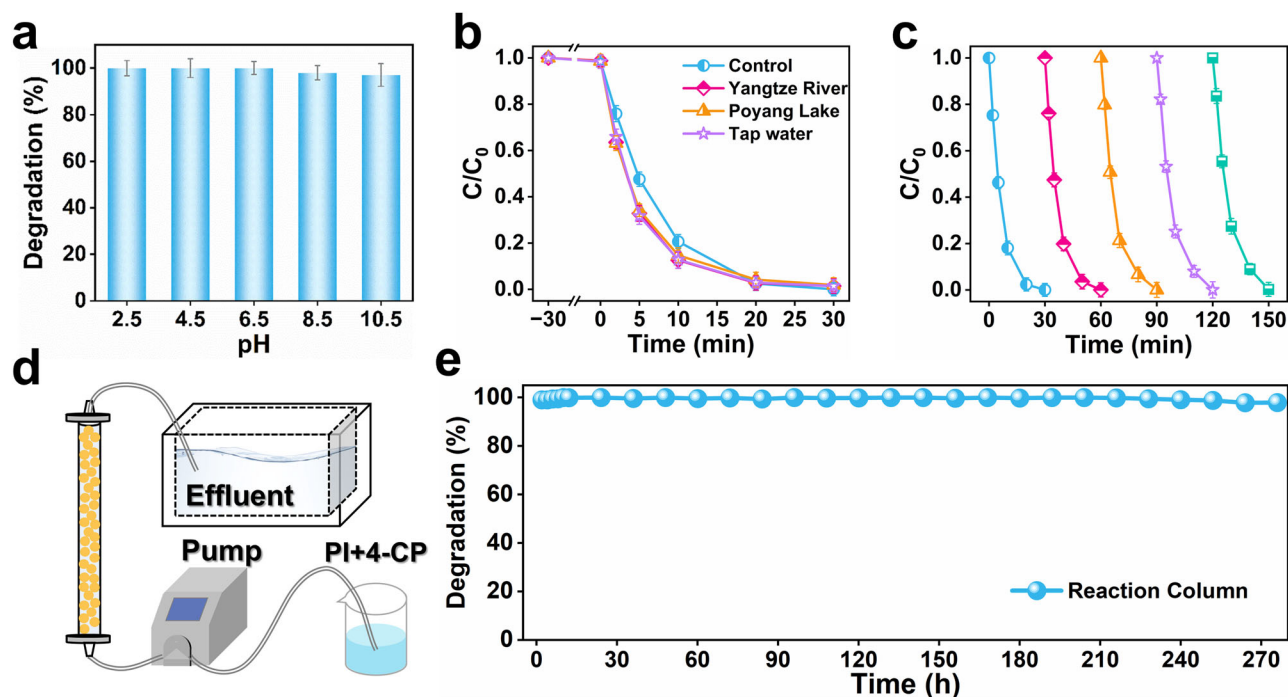 a
Degradation (%)
100
80
60
40
20
0
2.5 4.5 6.5 8.5 10.5
pH
b
C/C0
1.0
0.8
0.6
0.4
0.2
0.0
Control
Yangtze River
Poyang Lake
Tap water
−30 0 5 10 20 30
Time (min)
c
C/C0
1.0
0.8
0.6
0.4
0.2
0.0
0 30 60 90 120 150
Time (min)
d
Effluent
Pump
PI+4-CP
e
Degradation (%)
100
80
60
40
20
0
Reaction Column
0 30 60 90 120 150 180 210 240 270
Time (h)